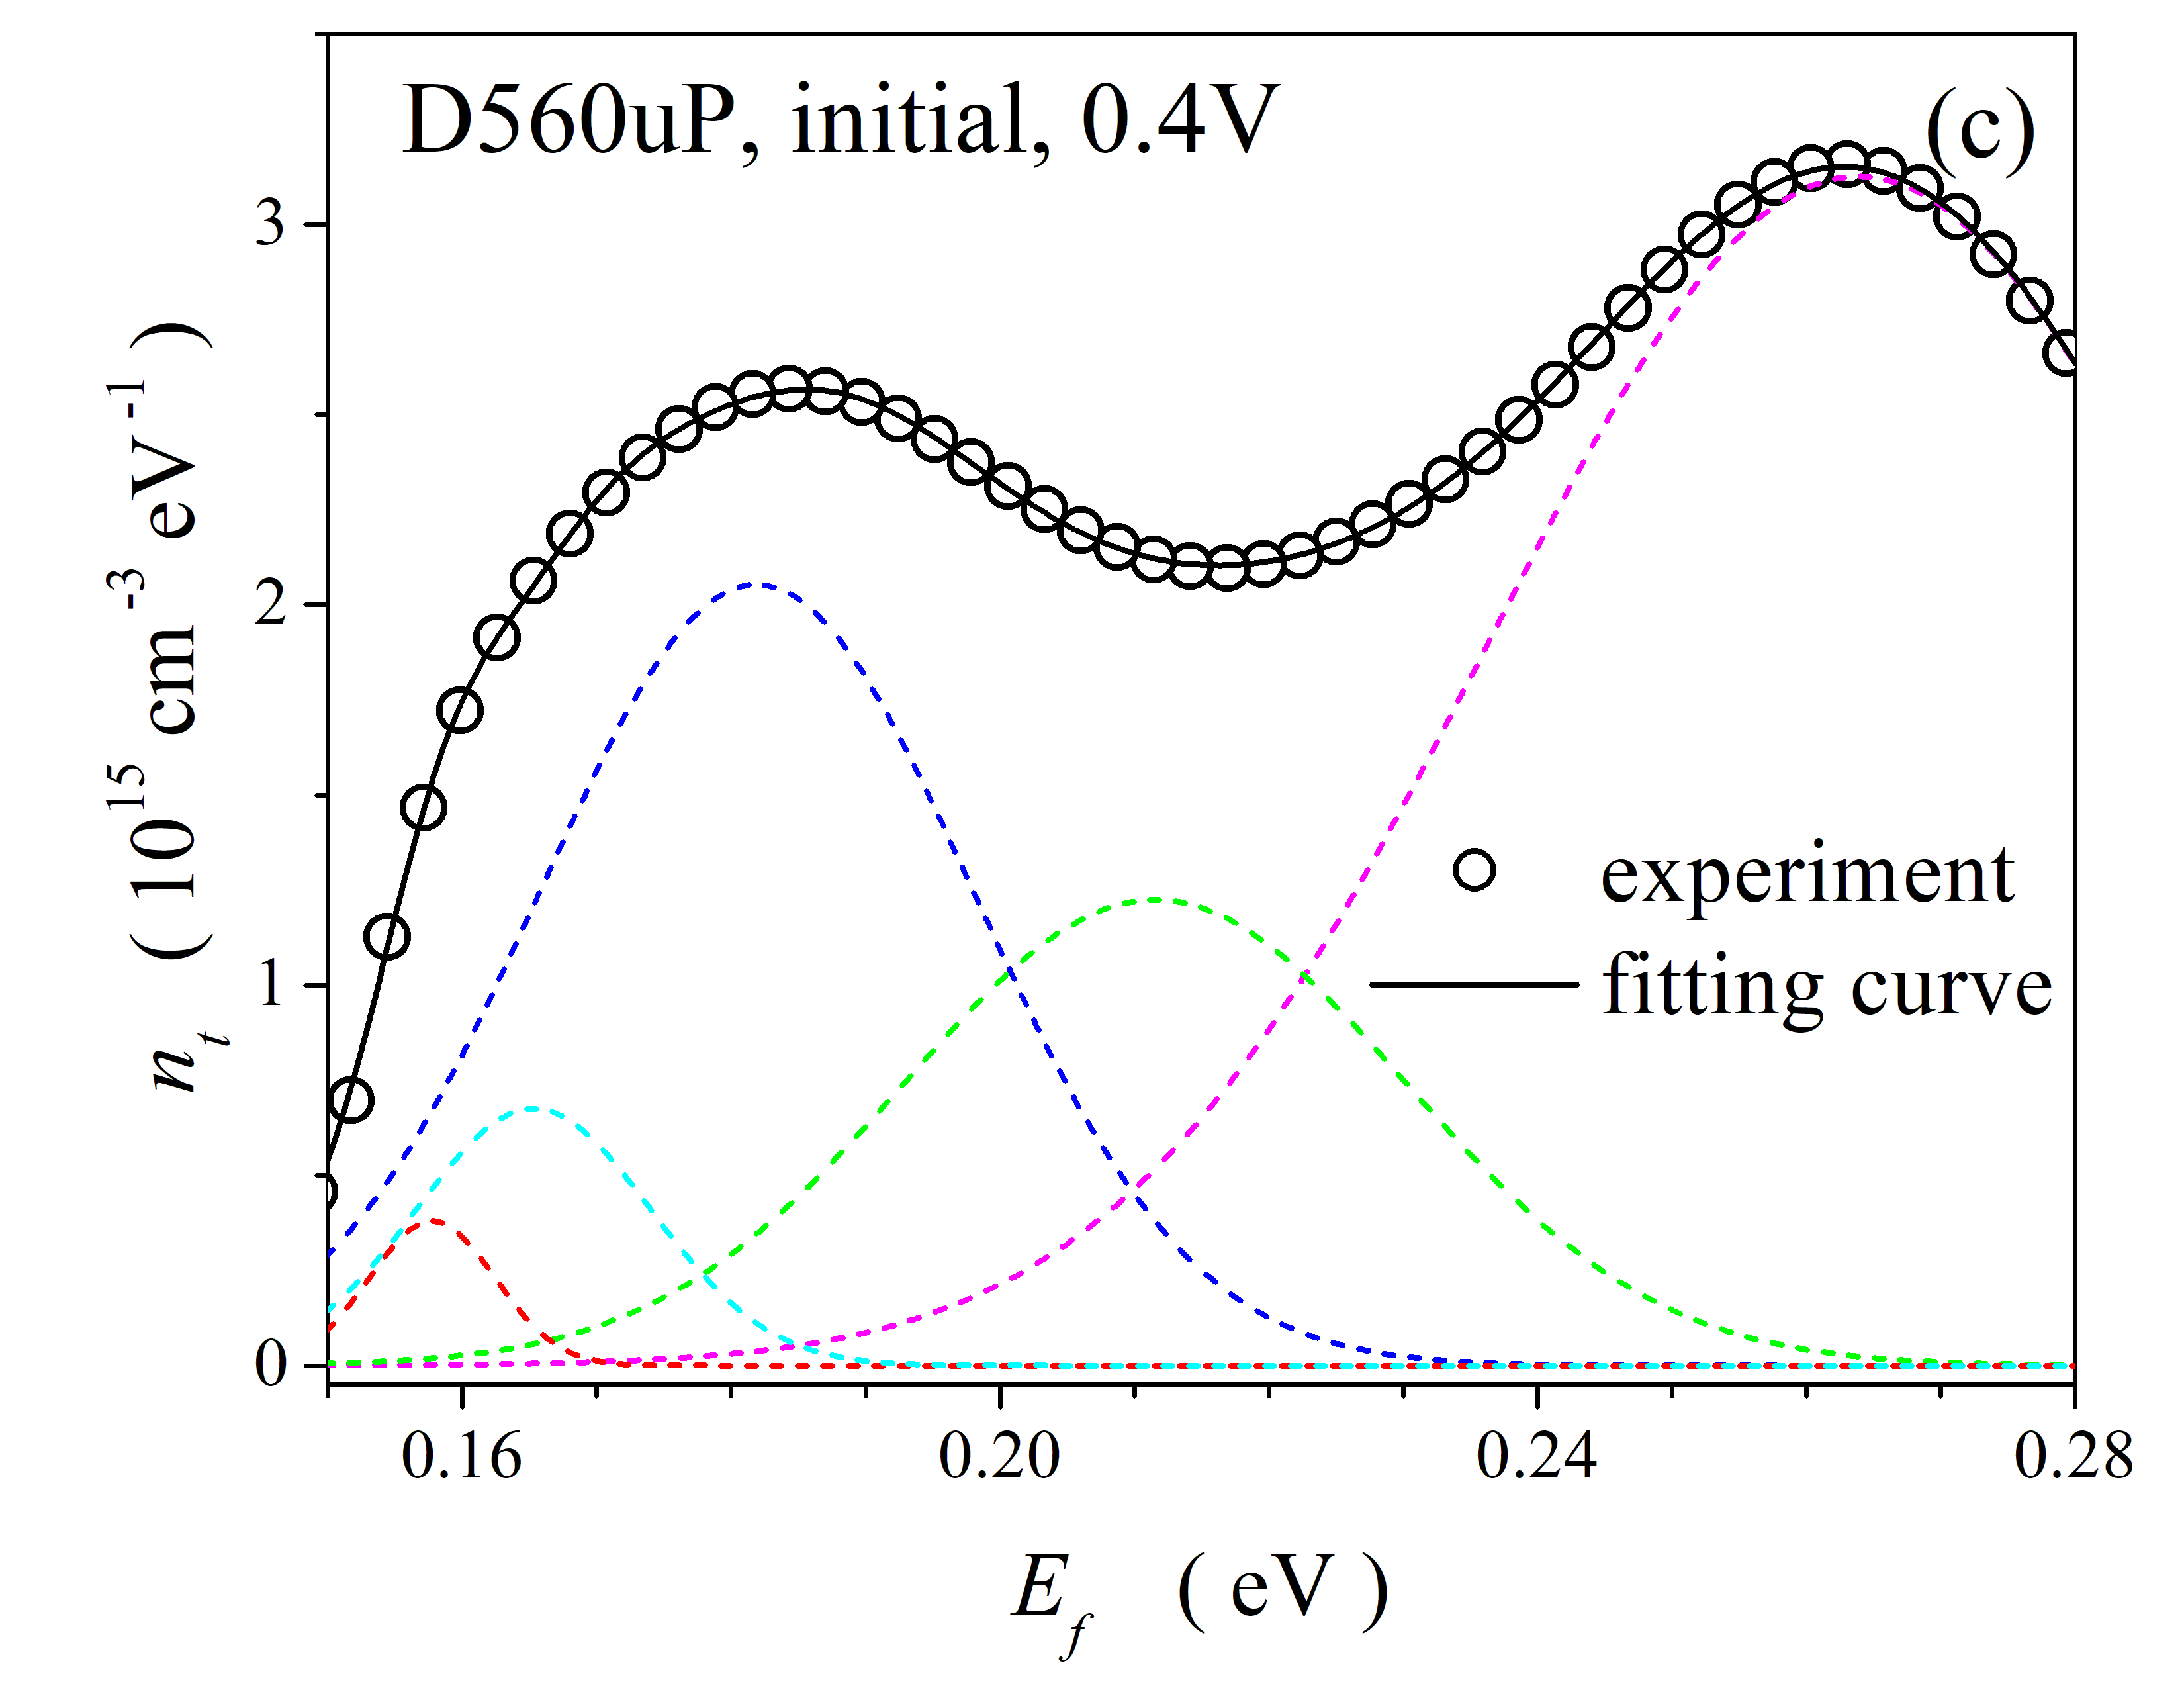 D560uP, initial, 0.4V
(c)
3
2
1
0
n_t ( 10^15 cm^-3 eV^-1 )
experiment
fitting curve
0.16 0.20 0.24 0.28
E_f ( eV )